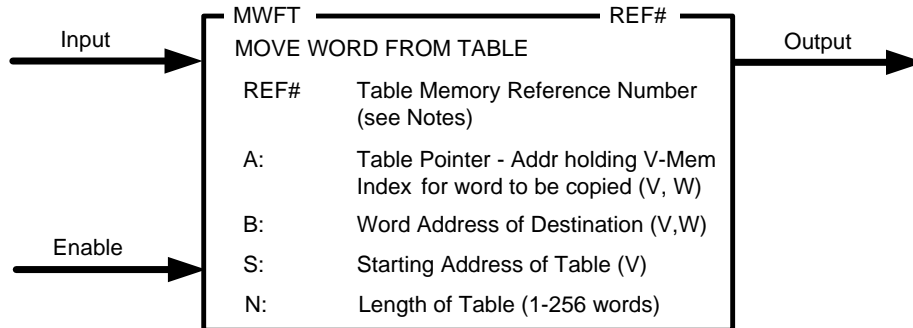 MWFT REF#
Input
Output
MOVE WORD FROM TABLE
REF# Table Memory Reference Number
(see Notes)
A: Table Pointer - Addr holding V-Mem
Index for word to be copied (V, W)
B: Word Address of Destination (V,W)
Enable
S: Starting Address of Table (V)
N: Length of Table (1-256 words)